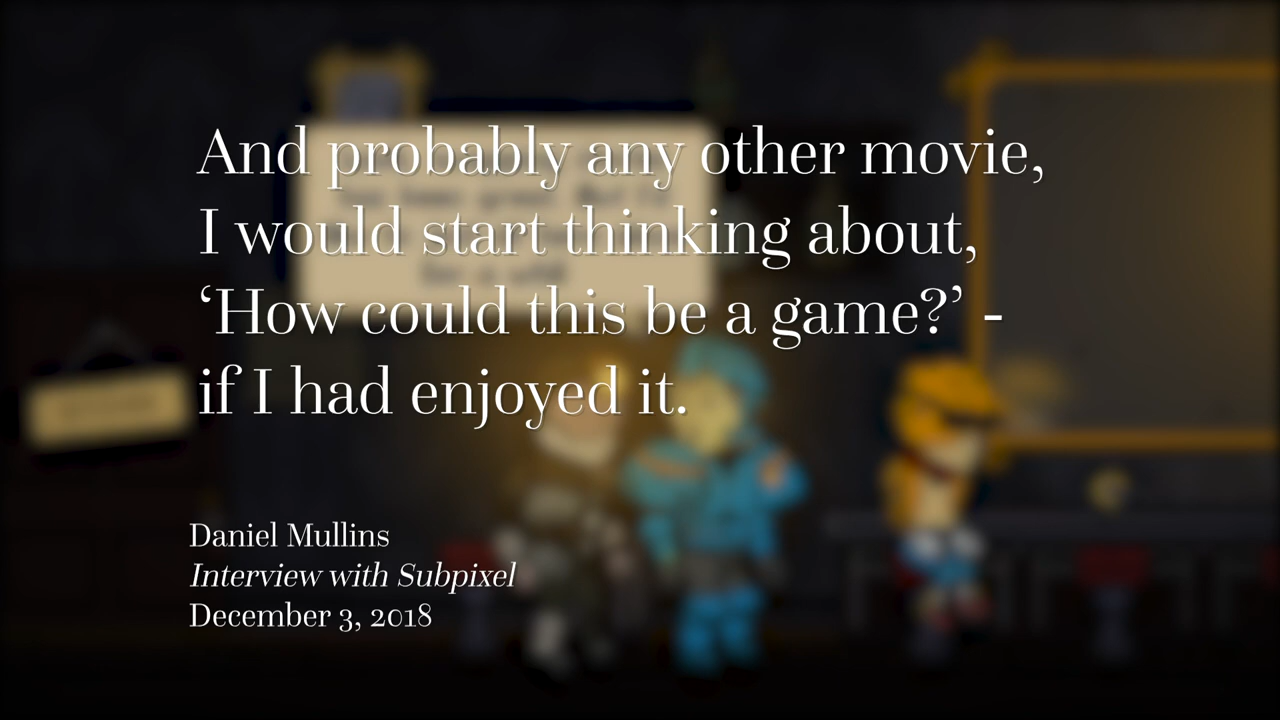 And probably any other movie,
I would start thinking about,
‘How could this be a game?’ -
if I had enjoyed it.
Daniel Mullins
Interview with Subpixel
December 3, 2018